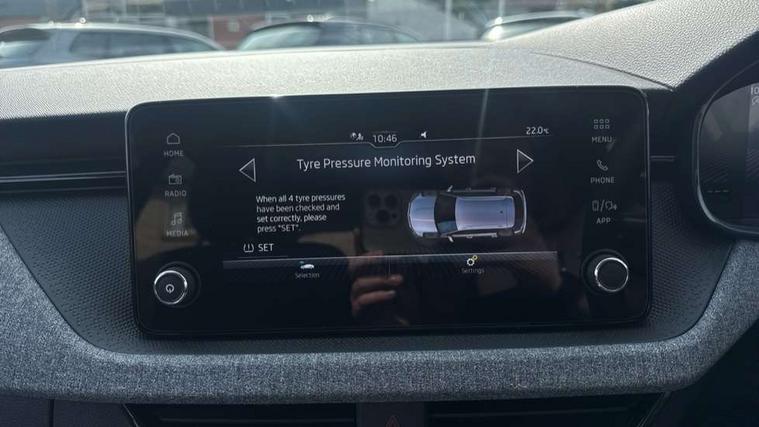 10:46
22.0°C
HOME
RADIO
MEDIA
Tyre Pressure Monitoring System
When all 4 tyre pressures
have been checked and
set correctly, please
press "SET".
SET
Selection
Settings
MENU
PHONE
APP